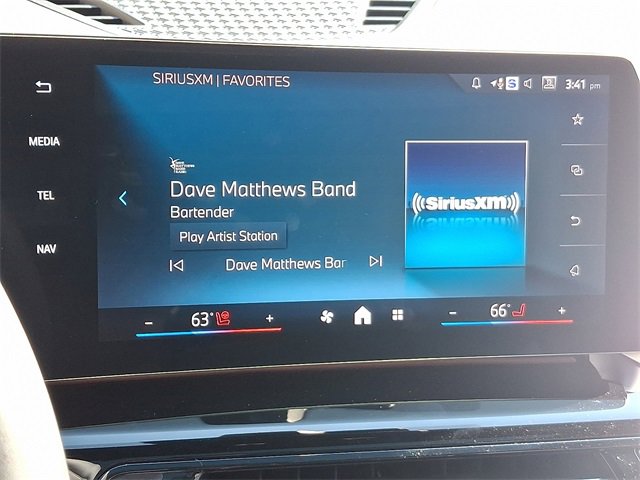 SIRIUSXM | FAVORITES
S
3:41 pm
MEDIA
TEL
NAV
Dave Matthews Band
Bartender
Play Artist Station
Dave Matthews Bar
((SiriusXM))
- 63° +
- 66° +